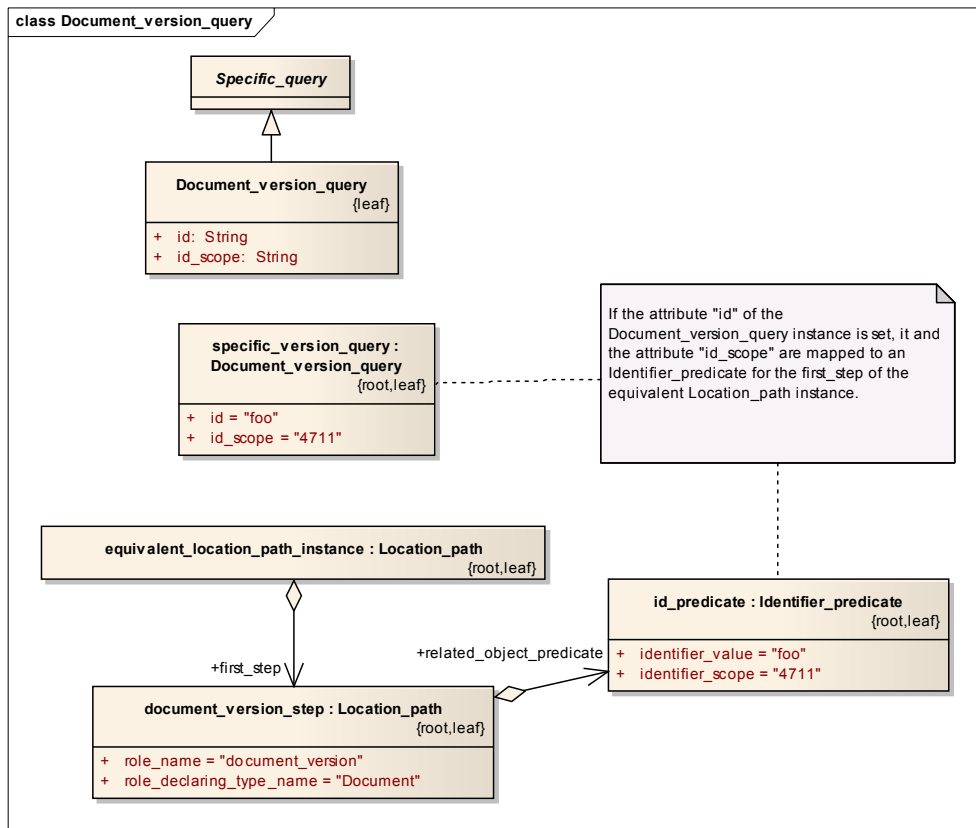 class Document_version_query
Specific_query
Document_version_query
{leaf}
+ id: String
+ id_scope: String
If the attribute "id" of the
Document_version_query instance is set, it and
the attribute "id_scope" are mapped to an
Identifier_predicate for the first_step of the
equivalent Location_path instance.
specific_version_query :
Document_version_query
{root,leaf}
+ id = "foo"
+ id_scope = "4711"
equivalent_location_path_instance : Location_path
{root,leaf}
id_predicate : Identifier_predicate
{root,leaf}
+ identifier_value = "foo"
+ identifier_scope = "4711"
+related_object_predicate
+first_step
document_version_step : Location_path
{root,leaf}
+ role_name = "document_version"
+ role_declaring_type_name = "Document"